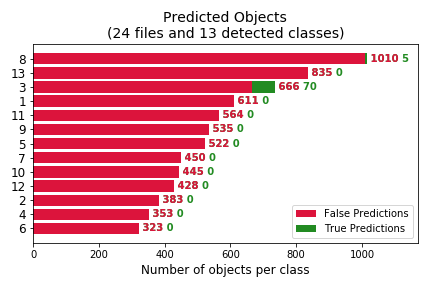 Predicted Objects
(24 files and 13 detected classes)
8 1010 5
13 835 0
3 666 70
1 611 0
11 564 0
9 535 0
5 522 0
7 450 0
10 445 0
12 428 0
2 383 0
4 353 0
6 323 0
False Predictions
True Predictions
0 200 400 600 800 1000
Number of objects per class